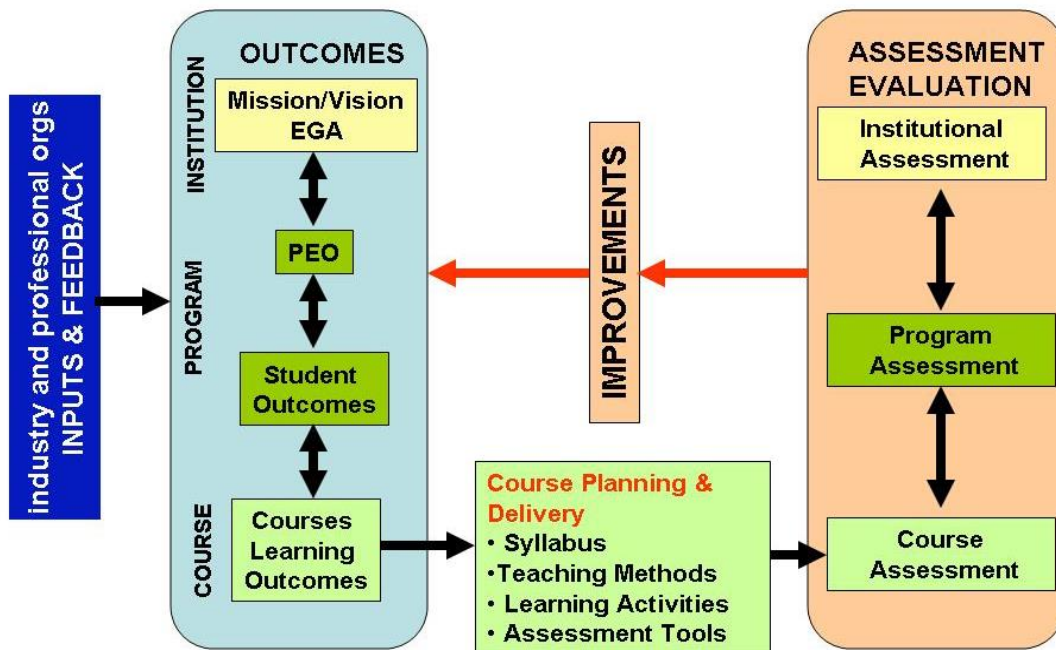 industry and professional orgs
INPUTS & FEEDBACK
OUTCOMES
INSTITUTION
Mission/Vision
EGA
PROGRAM
PEO
Student
Outcomes
COURSE
Courses
Learning
Outcomes
Course Planning &
Delivery
• Syllabus
•Teaching Methods
• Learning Activities
• Assessment Tools
IMPROVEMENTS
ASSESSMENT
EVALUATION
Institutional
Assessment
Program
Assessment
Course
Assessment